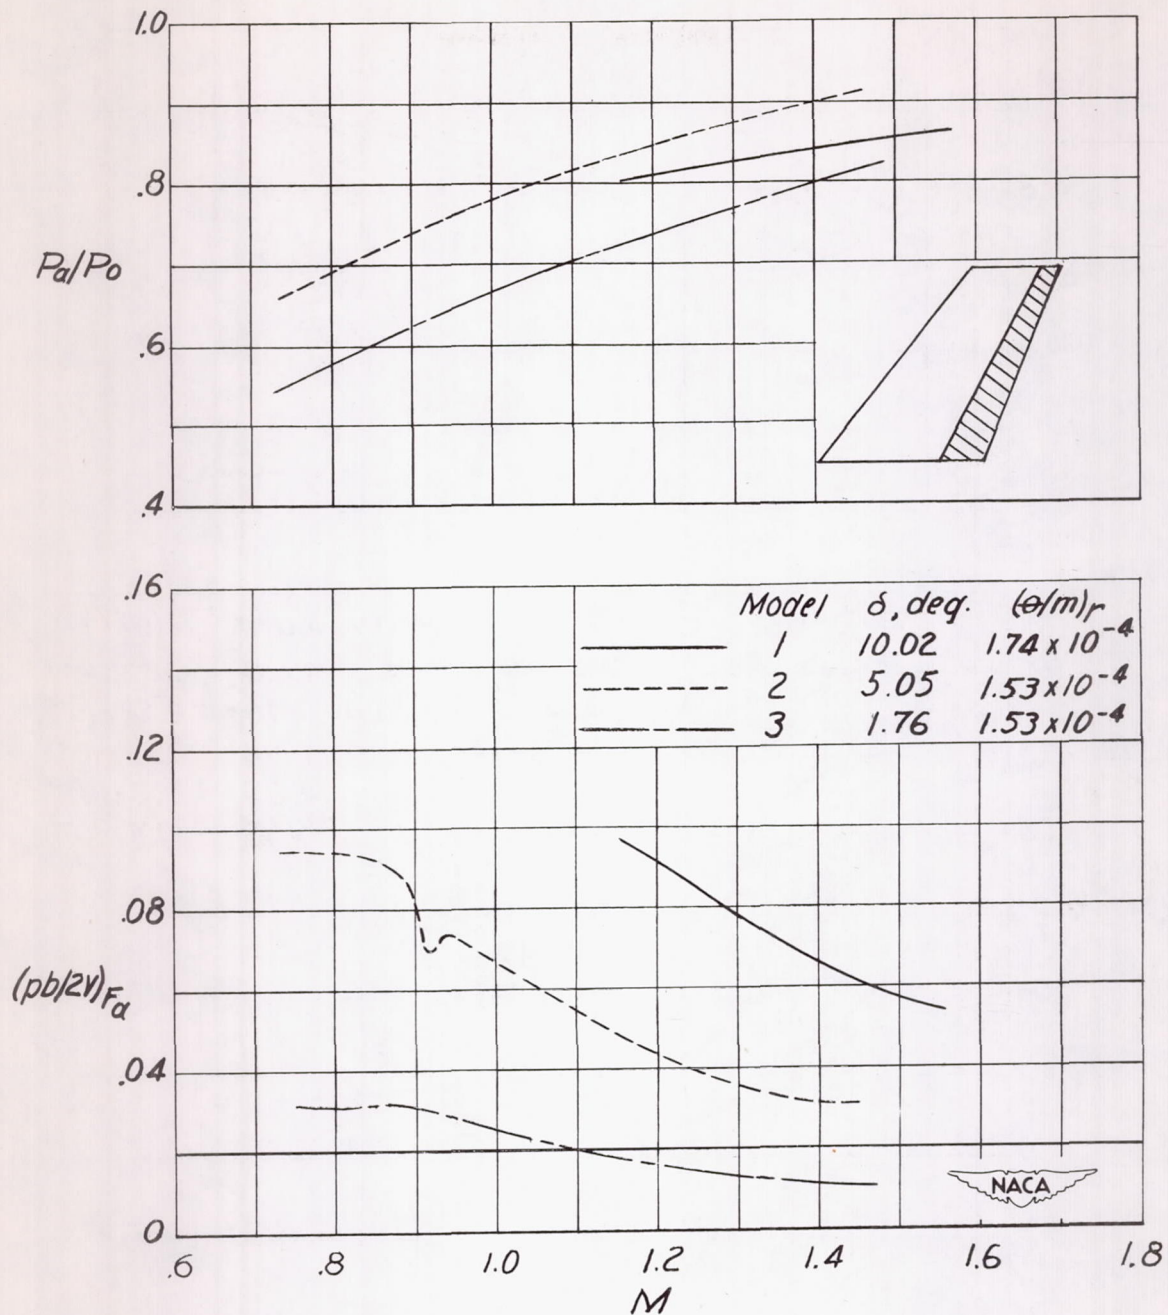 1.0
.8
Pa/Po
.6
.4
.16
Model δ, deg. (θ/m)r
1 10.02 1.74 x 10⁻⁴
2 5.05 1.53 x 10⁻⁴
3 1.76 1.53 x 10⁻⁴
.12
.08
(pb/2V)Fa
.04
NACA
0
.6 .8 1.0 1.2 1.4 1.6 1.8
M